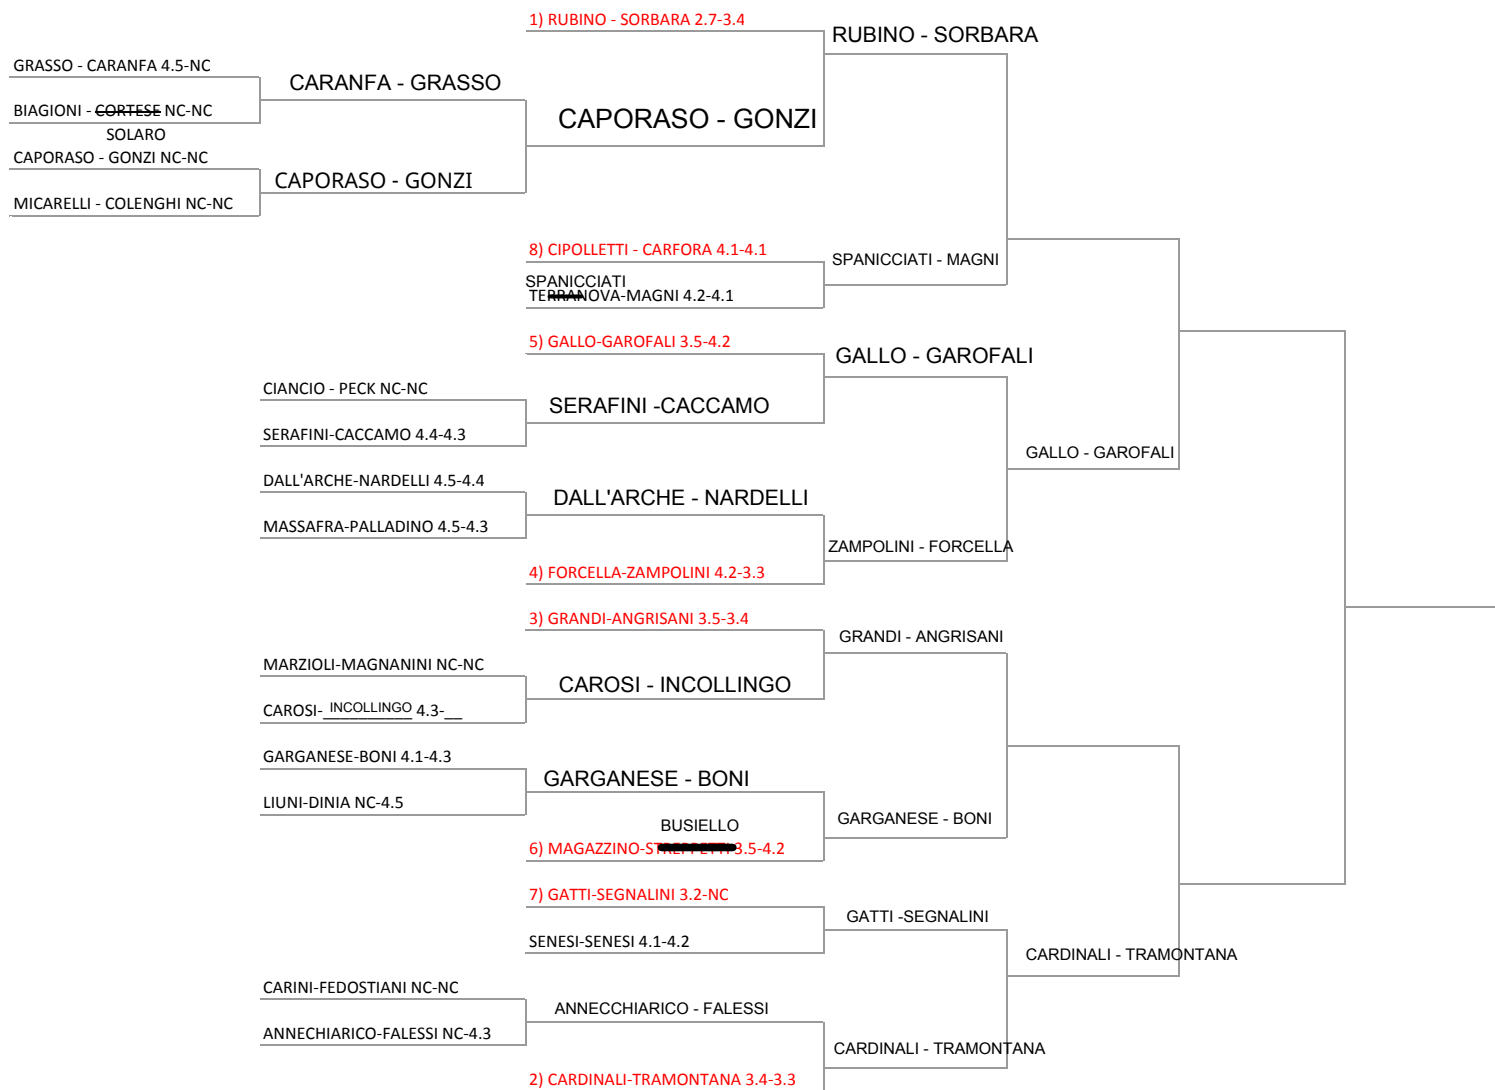 1) RUBINO - SORBARA 2.7-3.4
RUBINO - SORBARA
GRASSO - CARANFA 4.5-NC
CARANFA - GRASSO
BIAGIONI - CORTESE NC-NC
SOLARO
CAPORASO - GONZI
CAPORASO - GONZI NC-NC
CAPORASO - GONZI
MICARELLI - COLENGHI NC-NC
8) CIPOLLETTI - CARFORA 4.1-4.1
SPANICCIATI - MAGNI
SPANICCIATI
TERRANOVA-MAGNI 4.2-4.1
5) GALLO-GAROFALI 3.5-4.2
GALLO - GAROFALI
CIANCIO - PECK NC-NC
SERAFINI -CACCAMO
SERAFINI-CACCAMO 4.4-4.3
GALLO - GAROFALI
DALL'ARCHE-NARDELLI 4.5-4.4
DALL'ARCHE - NARDELLI
MASSAFRA-PALLADINO 4.5-4.3
ZAMPOLINI - FORCELLA
4) FORCELLA-ZAMPOLINI 4.2-3.3
3) GRANDI-ANGRISANI 3.5-3.4
GRANDI - ANGRISANI
MARZIOLI-MAGNANINI NC-NC
CAROSI - INCOLLINGO
CAROSI- INCOLLINGO 4.3-__
GARGANESE-BONI 4.1-4.3
GARGANESE - BONI
LIUNI-DINIA NC-4.5
GARGANESE - BONI
BUSIELLO
6) MAGAZZINO-STREPPETTI 3.5-4.2
7) GATTI-SEGNALINI 3.2-NC
GATTI -SEGNALINI
SENESI-SENESI 4.1-4.2
CARDINALI - TRAMONTANA
CARINI-FEDOSTIANI NC-NC
ANNECCHIARICO - FALESSI
ANNECHIARICO-FALESSI NC-4.3
CARDINALI - TRAMONTANA
2) CARDINALI-TRAMONTANA 3.4-3.3